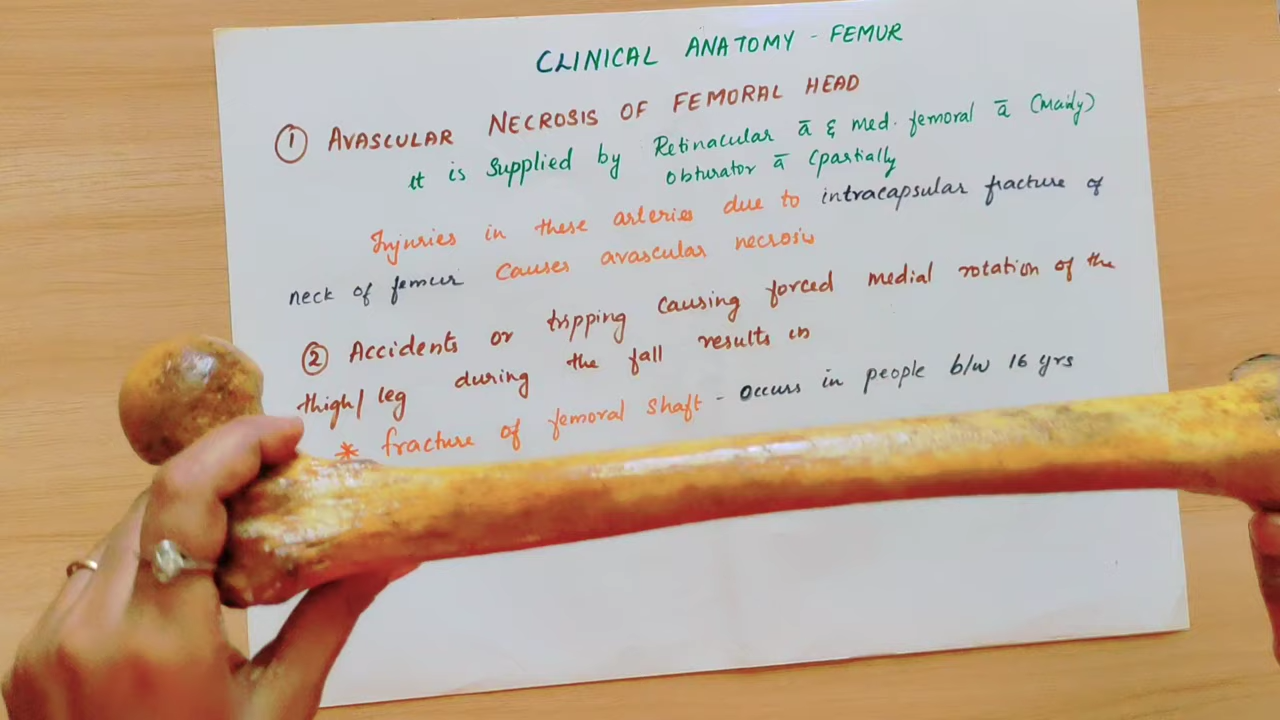 CLINICAL ANATOMY - FEMUR
① AVASCULAR NECROSIS OF FEMORAL HEAD
it is supplied by Retinacular ā & med. femoral ā (mainly)
obturator ā (partially
Injuries in these arteries due to intracapsular fracture of
neck of femur causes avascular necrosis
② Accidents or tripping causing forced medial rotation of the
thigh/leg during the fall results in
* fracture of femoral shaft - occurs in people b/w 16 yrs